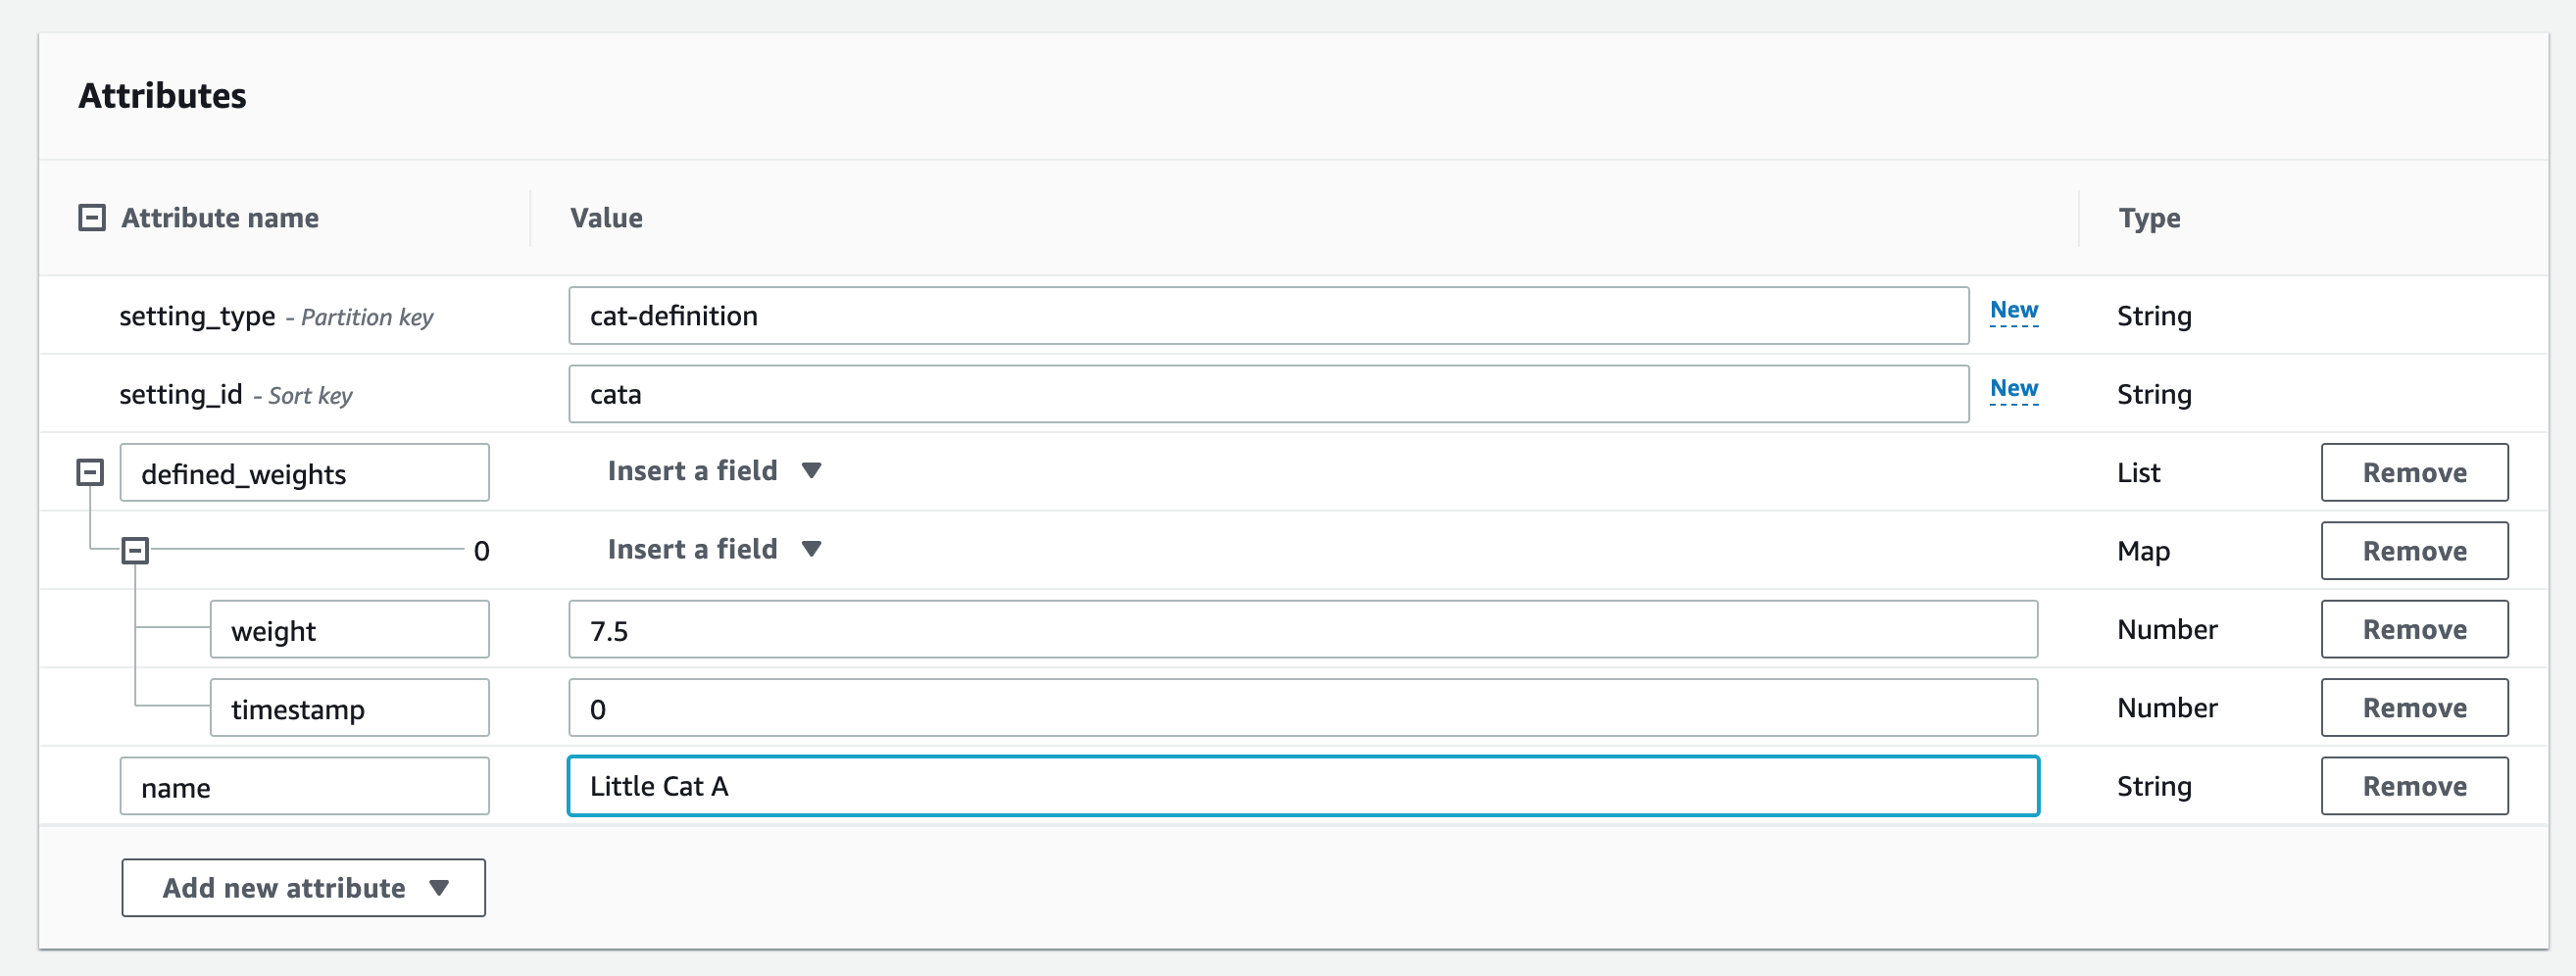 Attributes
Attribute name Value Type
setting_type - Partition key cat-definition New String
setting_id - Sort key cata New String
defined_weights Insert a field List Remove
0 Insert a field Map Remove
weight 7.5 Number Remove
timestamp 0 Number Remove
name Little Cat A String Remove
Add new attribute